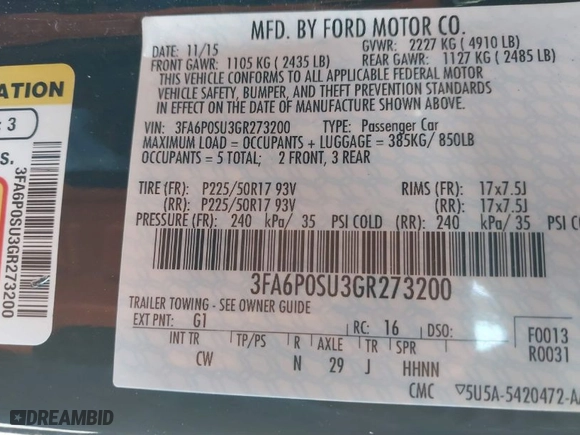 MFD. BY FORD MOTOR CO.
DATE: 11/15 GVWR: 2227 KG ( 4910 LB)
FRONT GAWR: 1105 KG ( 2435 LB) REAR GAWR: 1127 KG ( 2485 LB)
THIS VEHICLE CONFORMS TO ALL APPLICABLE FEDERAL MOTOR
VEHICLE SAFETY, BUMPER, AND THEFT PREVENTION STANDARDS
IN EFFECT ON THE DATE OF MANUFACTURE SHOWN ABOVE.
VIN: 3FA6P0SU3GR273200 TYPE: Passenger Car
MAXIMUM LOAD = OCCUPANTS + LUGGAGE = 385KG/ 850LB
OCCUPANTS = 5 TOTAL; 2 FRONT, 3 REAR
TIRE (FR): P225/50R17 93V RIMS (FR): 17x7.5J
(RR): P225/50R17 93V (RR): 17x7.5J
PRESSURE (FR): 240 kPa/ 35 PSI COLD (RR): 240 kPa/ 35 PSI COLD
3FA6P0SU3GR273200
TRAILER TOWING - SEE OWNER GUIDE
EXT PNT: G1 RC: 16 DSO: F0013
INT TR TP/PS R AXLE TR SPR R0031
CW N 29 J HHNN
CMC ▽5U5A-5420472-AA
ATION
: 3
s.
3FA6P0SU3GR273200
DREAMBID